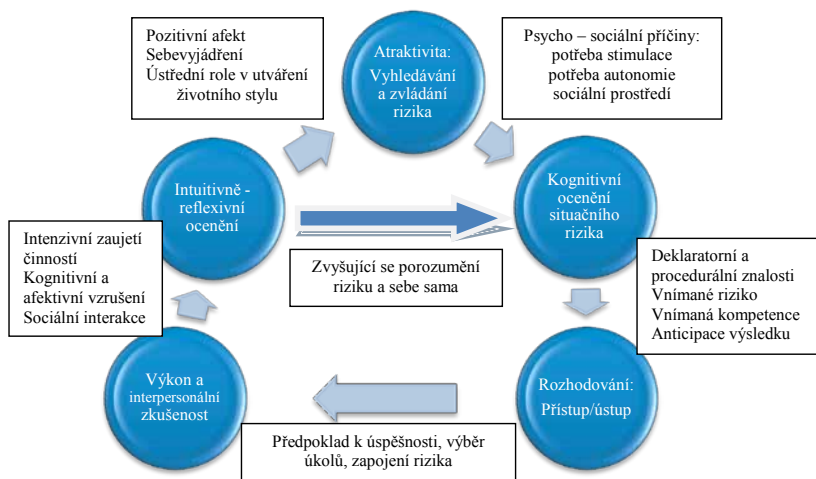 Pozitivní afekt
Sebevyjádření
Ústřední role v utváření
životního stylu
Atraktivita:
Vyhledávání
a zvládání
rizika
Psycho – sociální příčiny:
potřeba stimulace
potřeba autonomie
sociální prostředí
Intuitivně -
reflexivní
ocenění
Kognitivní
ocenění
situačního
rizika
Intenzivní zaujetí
činností
Kognitivní a
afektivní vzrušení
Sociální interakce
Zvyšující se porozumění
riziku a sebe sama
Deklaratorní a
procedurální znalosti
Vnímané riziko
Vnímaná kompetence
Anticipace výsledku
Výkon a
interpersonální
zkušenost
Rozhodování:
Přístup/ústup
Předpoklad k úspěšnosti, výběr
úkolů, zapojení rizika